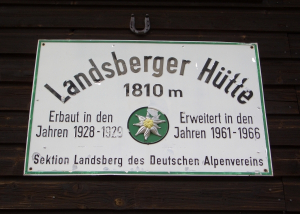 Landsberger Hütte
1810 m
Erbaut in den
Jahren 1928-1929
Erweitert in den
Jahren 1961-1966
Sektion Landsberg des Deutschen Alpenvereins